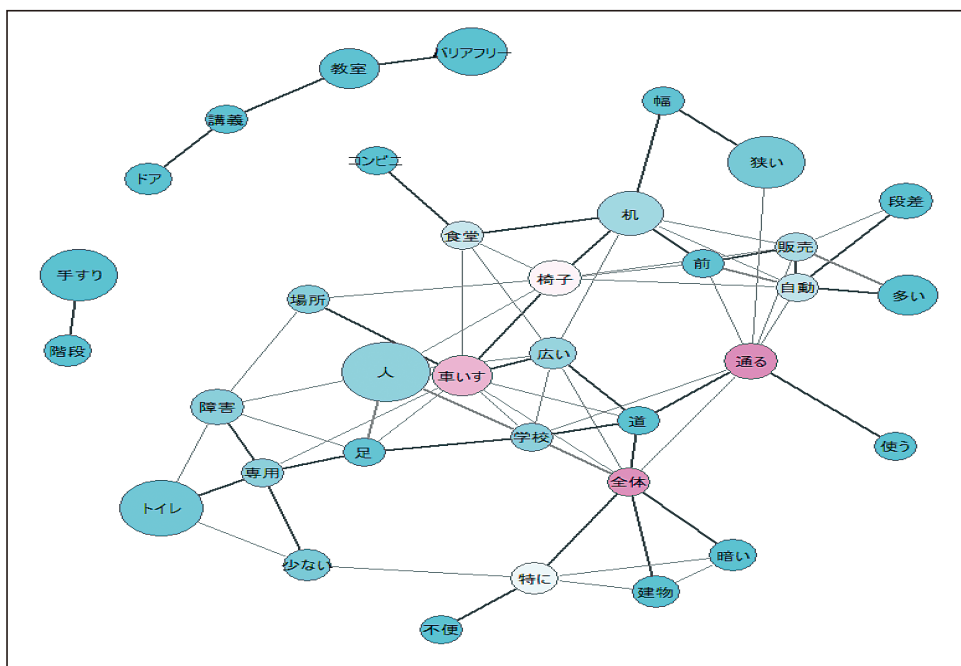 バリアフリー
教室
講義
ドア
幅
コンビニ
狭い
段差
机
食堂
販売
前
椅子
手すり
自動
多い
場所
階段
広い
通る
人
車いす
障害
道
学校
使う
足
専用
全体
トイレ
暗い
少ない
特に
建物
不便